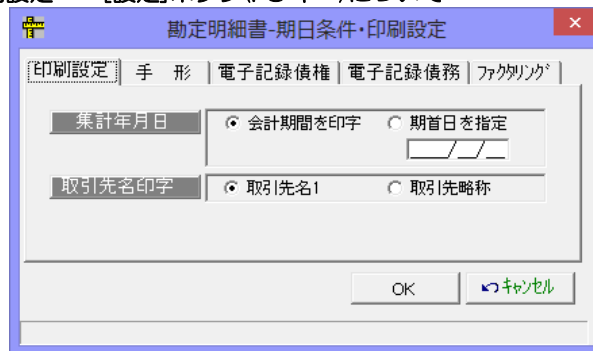 勘定明細書-期日条件・印刷設定
印刷設定 手 形 電子記録債権 電子記録債務 ファクタリング
集計年月日 会計期間を印字 期首日を指定
__/__/__
取引先名印字 取引先名1 取引先略称
OK キャンセル